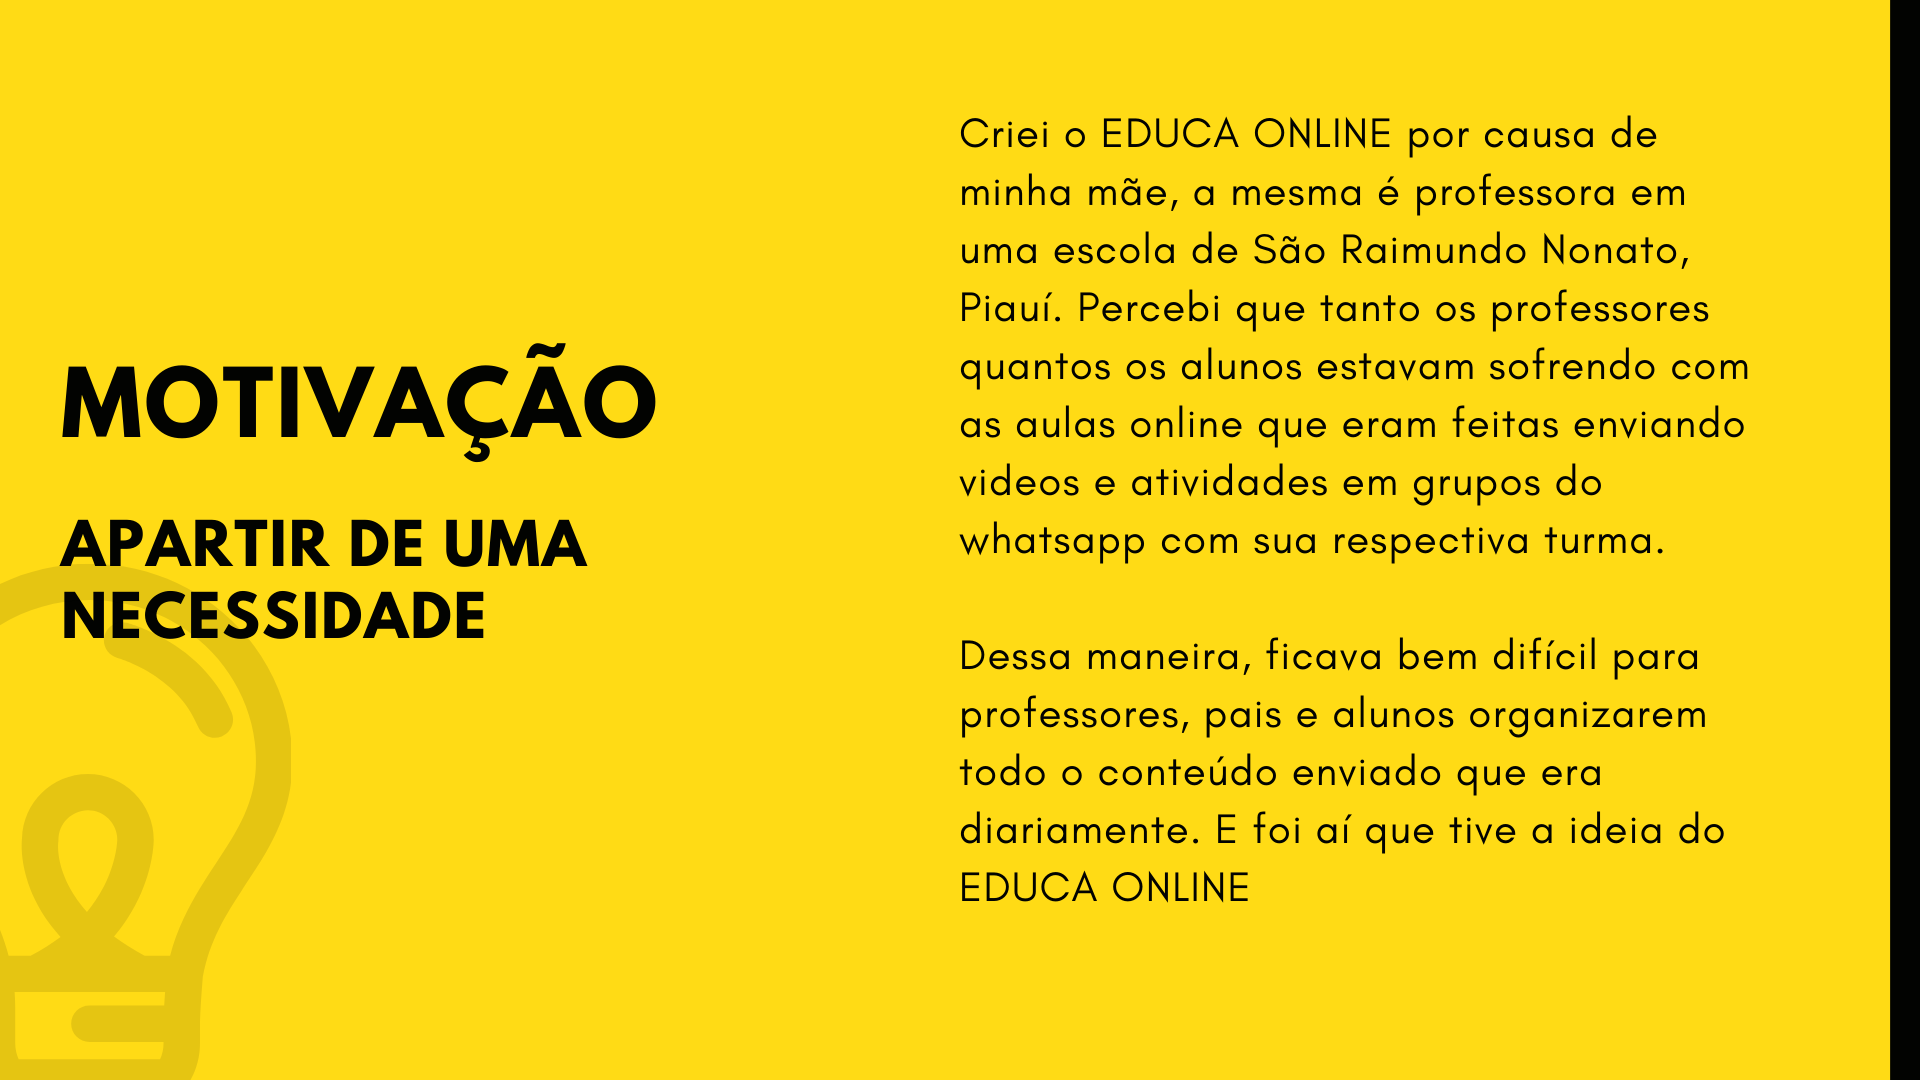 MOTIVAÇÃO
APARTIR DE UMA
NECESSIDADE
Criei o EDUCA ONLINE por causa de
minha mãe, a mesma é professora em
uma escola de São Raimundo Nonato,
Piauí. Percebi que tanto os professores
quantos os alunos estavam sofrendo com
as aulas online que eram feitas enviando
videos e atividades em grupos do
whatsapp com sua respectiva turma.
Dessa maneira, ficava bem difícil para
professores, pais e alunos organizarem
todo o conteúdo enviado que era
diariamente. E foi aí que tive a ideia do
EDUCA ONLINE